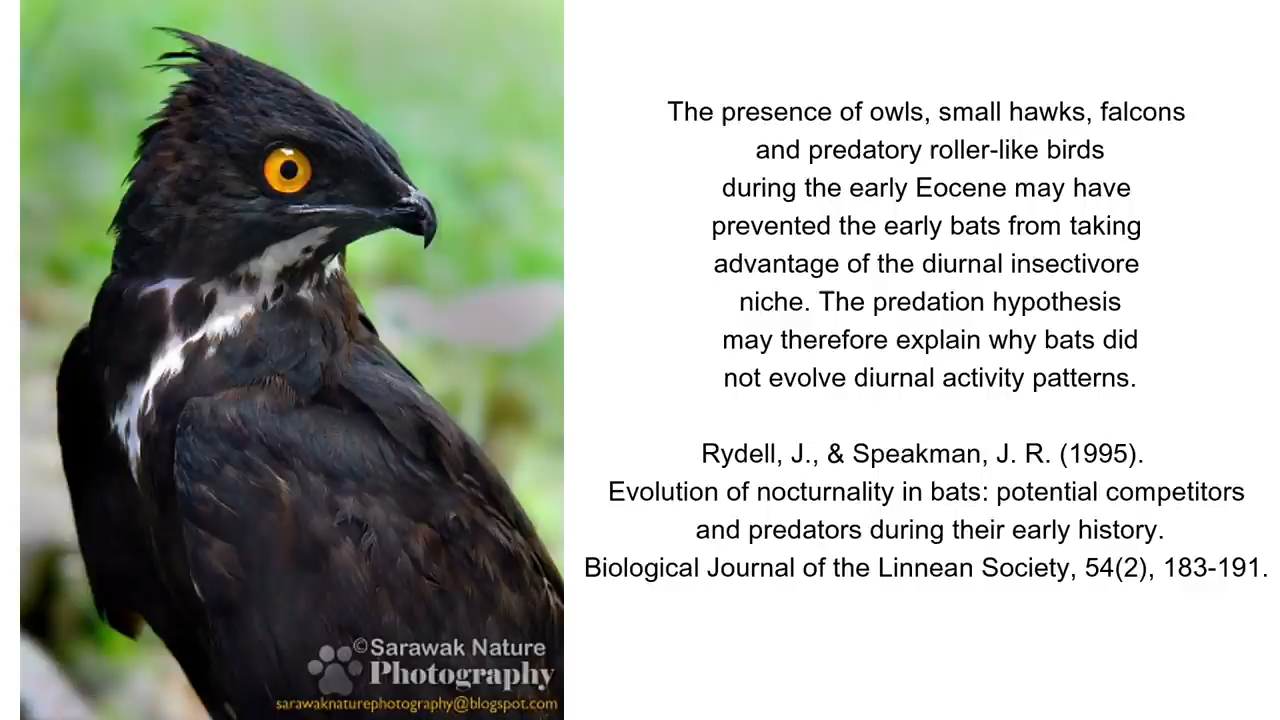 The presence of owls, small hawks, falcons
and predatory roller-like birds
during the early Eocene may have
prevented the early bats from taking
advantage of the diurnal insectivore
niche. The predation hypothesis
may therefore explain why bats did
not evolve diurnal activity patterns.
Rydell, J., & Speakman, J. R. (1995).
Evolution of nocturnality in bats: potential competitors
and predators during their early history.
Biological Journal of the Linnean Society, 54(2), 183-191.
©Sarawak Nature
Photography
sarawaknaturephotography@blogspot.com